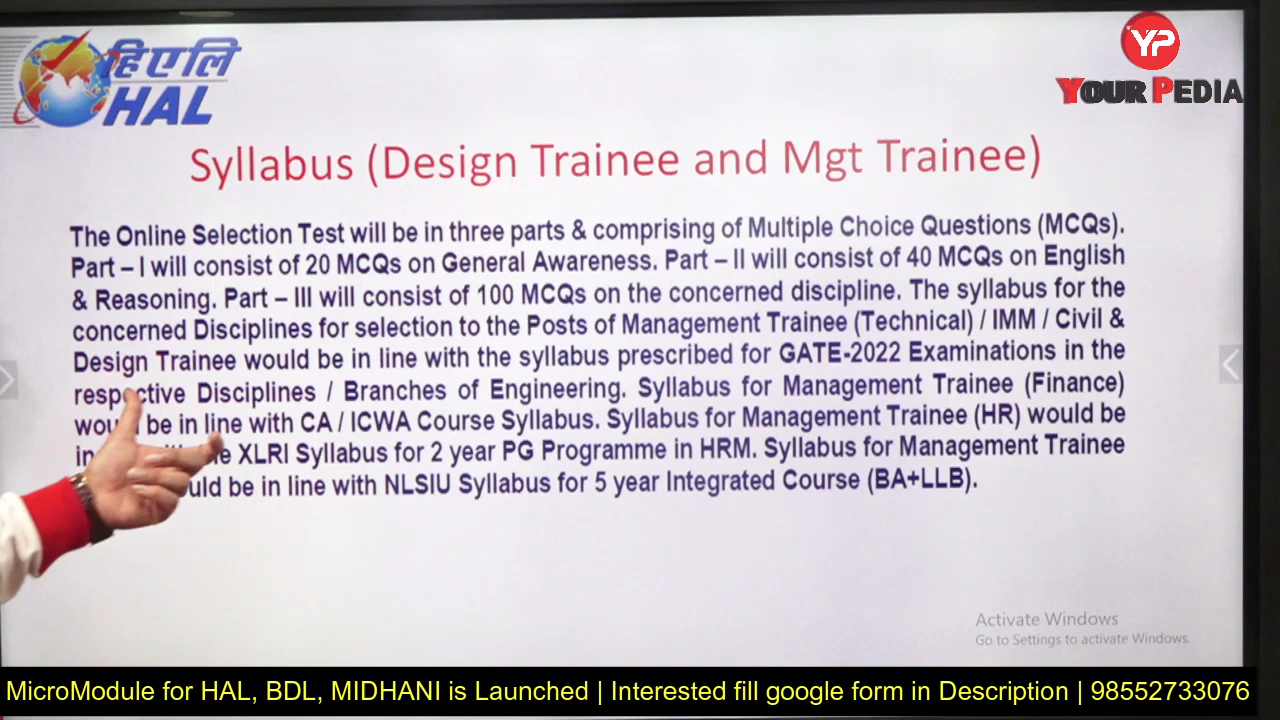 हिएलि
HAL
YP
YOUR PEDIA
Syllabus (Design Trainee and Mgt Trainee)
The Online Selection Test will be in three parts & comprising of Multiple Choice Questions (MCQs).
Part – I will consist of 20 MCQs on General Awareness. Part – II will consist of 40 MCQs on English
& Reasoning. Part – III will consist of 100 MCQs on the concerned discipline. The syllabus for the
concerned Disciplines for selection to the Posts of Management Trainee (Technical) / IMM / Civil &
Design Trainee would be in line with the syllabus prescribed for GATE-2022 Examinations in the
respective Disciplines / Branches of Engineering. Syllabus for Management Trainee (Finance)
would be in line with CA / ICWA Course Syllabus. Syllabus for Management Trainee (HR) would be
in XLRI Syllabus for 2 year PG Programme in HRM. Syllabus for Management Trainee
be in line with NLSIU Syllabus for 5 year Integrated Course (BA+LLB).
Activate Windows
Go to Settings to activate Windows.
MicroModule for HAL, BDL, MIDHANI is Launched | Interested fill google form in Description | 98552733076